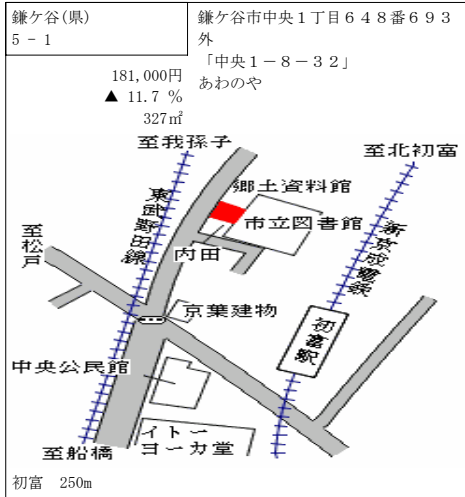 鎌ケ谷(県)
5 - 1
鎌ケ谷市中央１丁目６４８番６９３
外
「中央１－８－３２」
あわのや
181,000円
▲ 11.7 %
327㎡
至我孫子
至北初富
郷土資料館
東武野田線
市立図書館
新京成電鉄
至松戸
内田
京葉建物
初富駅
中央公民館
イトー
ヨーカ堂
至船橋
初富　250m